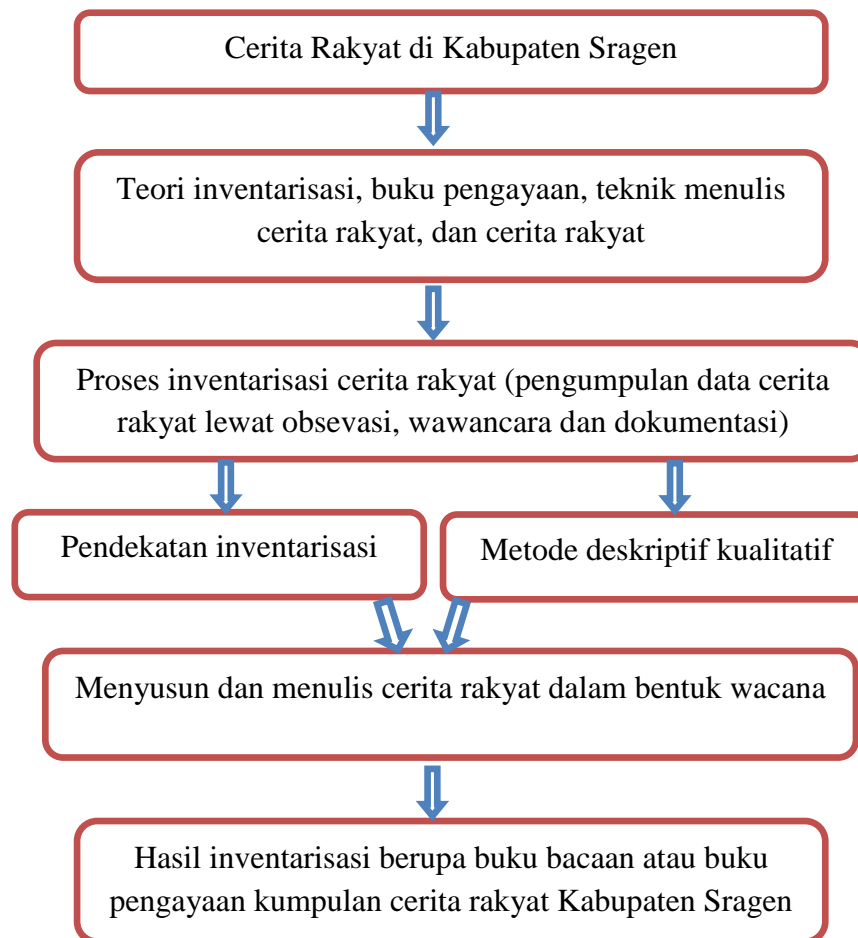 Cerita Rakyat di Kabupaten Sragen
Teori inventarisasi, buku pengayaan, teknik menulis
cerita rakyat, dan cerita rakyat
Proses inventarisasi cerita rakyat (pengumpulan data cerita
rakyat lewat obsevasi, wawancara dan dokumentasi)
Pendekatan inventarisasi
Metode deskriptif kualitatif
Menyusun dan menulis cerita rakyat dalam bentuk wacana
Hasil inventarisasi berupa buku bacaan atau buku
pengayaan kumpulan cerita rakyat Kabupaten Sragen